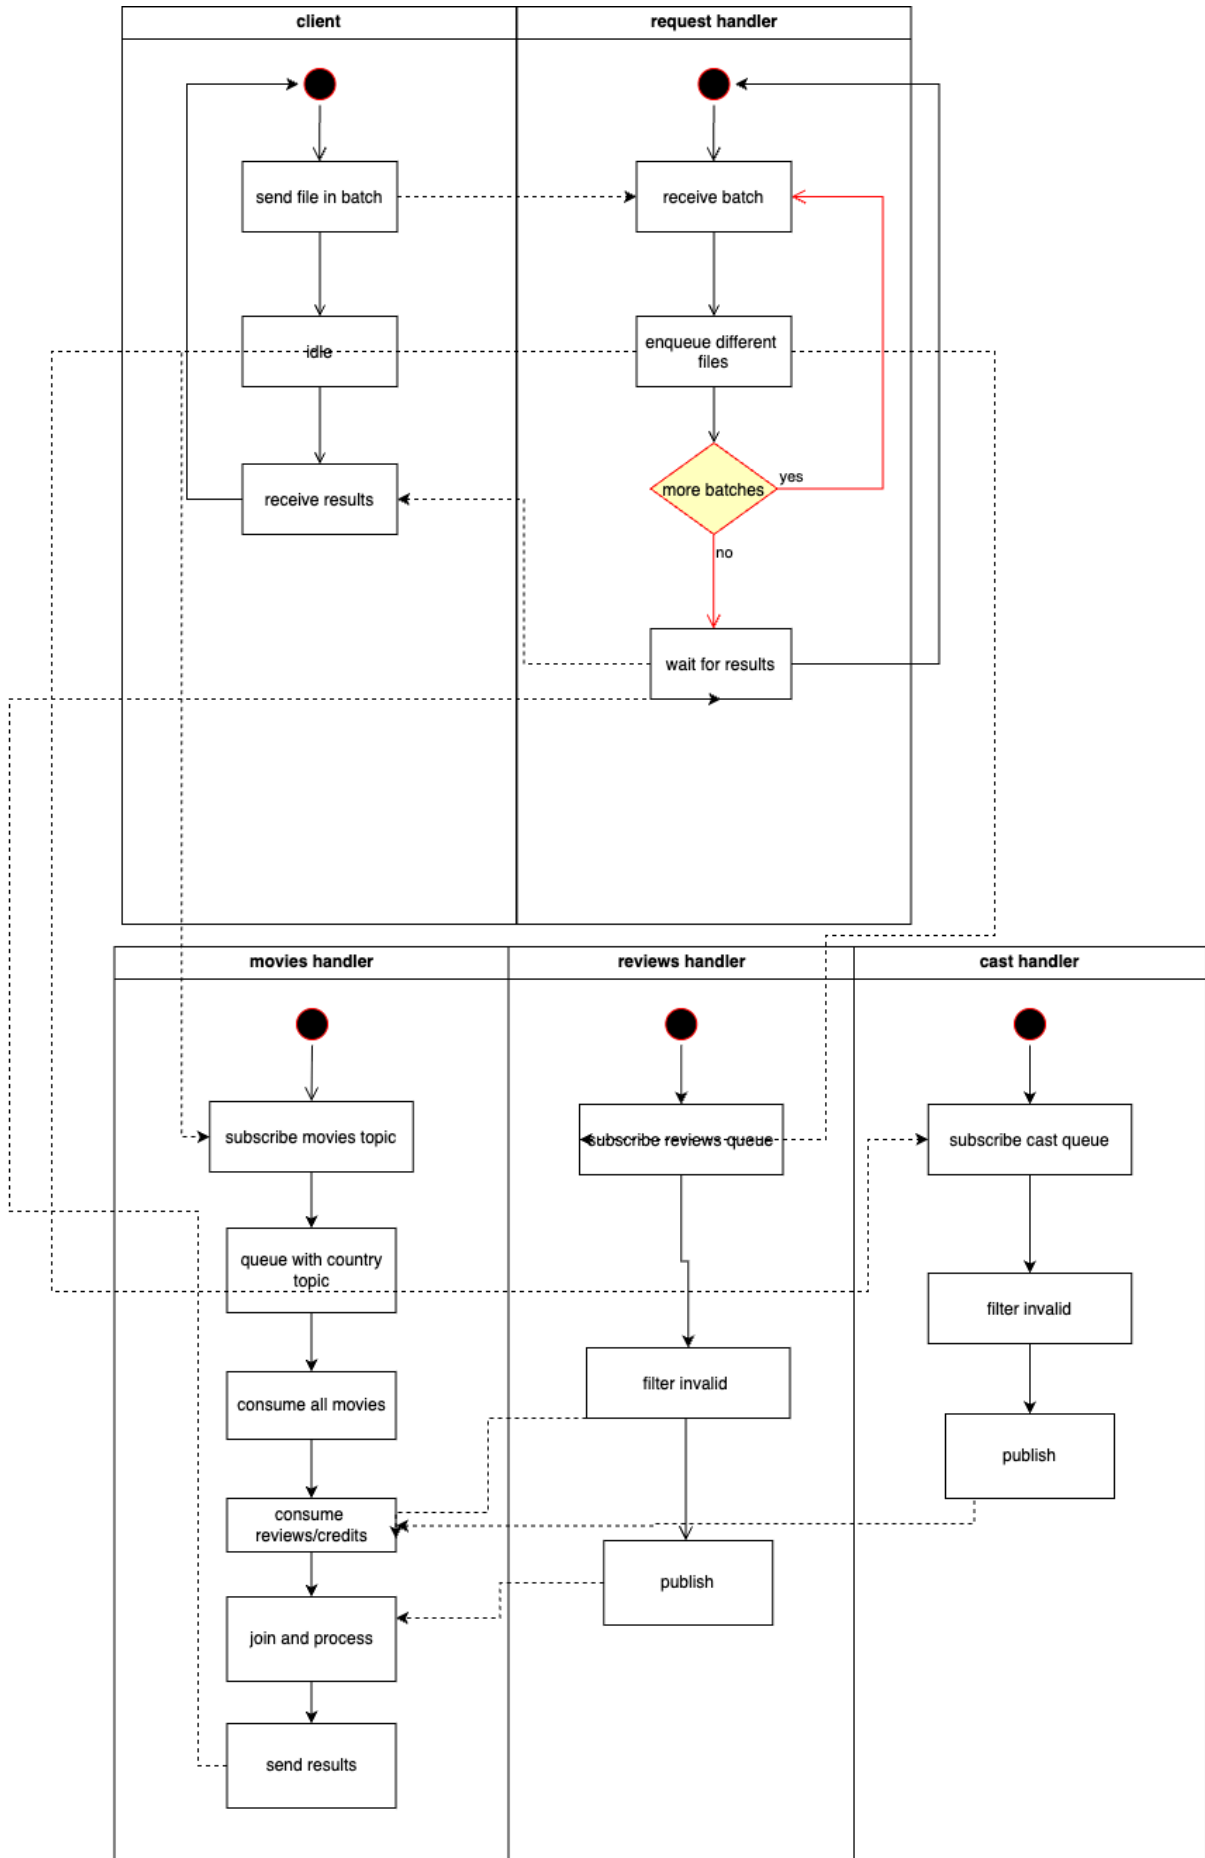 client
request handler
send file in batch
receive batch
idle
enqueue different
files
more batches
yes
receive results
no
wait for results
movies handler
reviews handler
cast handler
subscribe movies topic
subscribe reviews queue
subscribe cast queue
queue with country
topic
filter invalid
filter invalid
consume all movies
publish
consume
reviews/credits
publish
join and process
send results